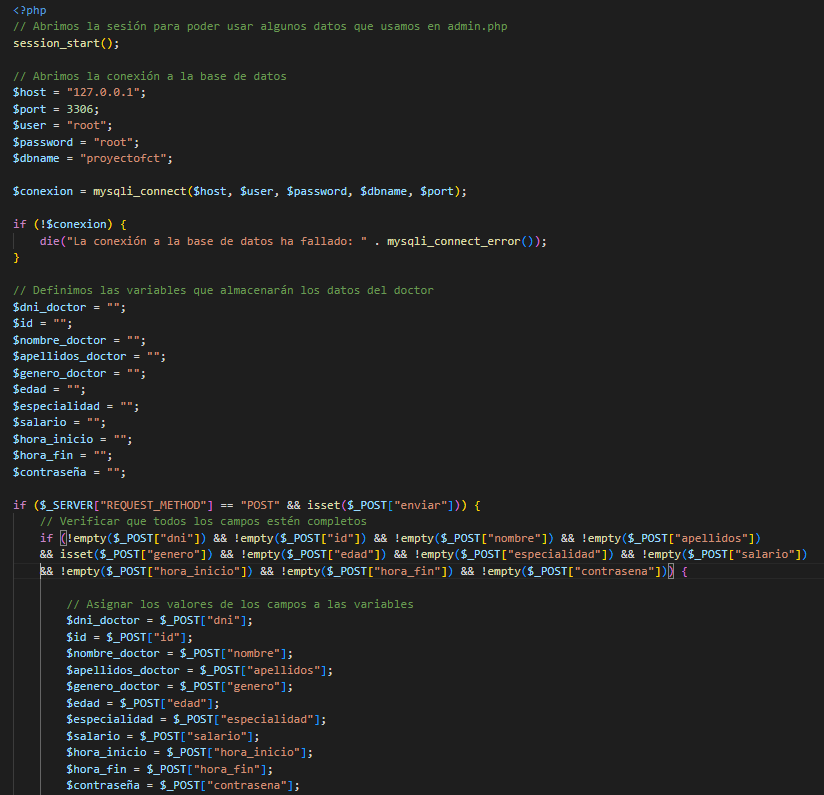 <?php
// Abrimos la sesión para poder usar algunos datos que usamos en admin.php
session_start();
// Abrimos la conexión a la base de datos
$host = "127.0.0.1";
$port = 3306;
$user = "root";
$password = "root";
$dbname = "proyectofct";
$conexion = mysqli_connect($host, $user, $password, $dbname, $port);
if (!$conexion) {
die("La conexión a la base de datos ha fallado: " . mysqli_connect_error());
}
// Definimos las variables que almacenarán los datos del doctor
$dni_doctor = "";
$id = "";
$nombre_doctor = "";
$apellidos_doctor = "";
$genero_doctor = "";
$edad = "";
$especialidad = "";
$salario = "";
$hora_inicio = "";
$hora_fin = "";
$contraseña = "";
if ($_SERVER["REQUEST_METHOD"] == "POST" && isset($_POST["enviar"])) {
// Verificar que todos los campos estén completos
if (!empty($_POST["dni"]) && !empty($_POST["id"]) && !empty($_POST["nombre"]) && !empty($_POST["apellidos"])
&& isset($_POST["genero"]) && !empty($_POST["edad"]) && !empty($_POST["especialidad"]) && !empty($_POST["salario"])
&& !empty($_POST["hora_inicio"]) && !empty($_POST["hora_fin"]) && !empty($_POST["contrasena"])) {
// Asignar los valores de los campos a las variables
$dni_doctor = $_POST["dni"];
$id = $_POST["id"];
$nombre_doctor = $_POST["nombre"];
$apellidos_doctor = $_POST["apellidos"];
$genero_doctor = $_POST["genero"];
$edad = $_POST["edad"];
$especialidad = $_POST["especialidad"];
$salario = $_POST["salario"];
$hora_inicio = $_POST["hora_inicio"];
$hora_fin = $_POST["hora_fin"];
$contraseña = $_POST["contrasena"];